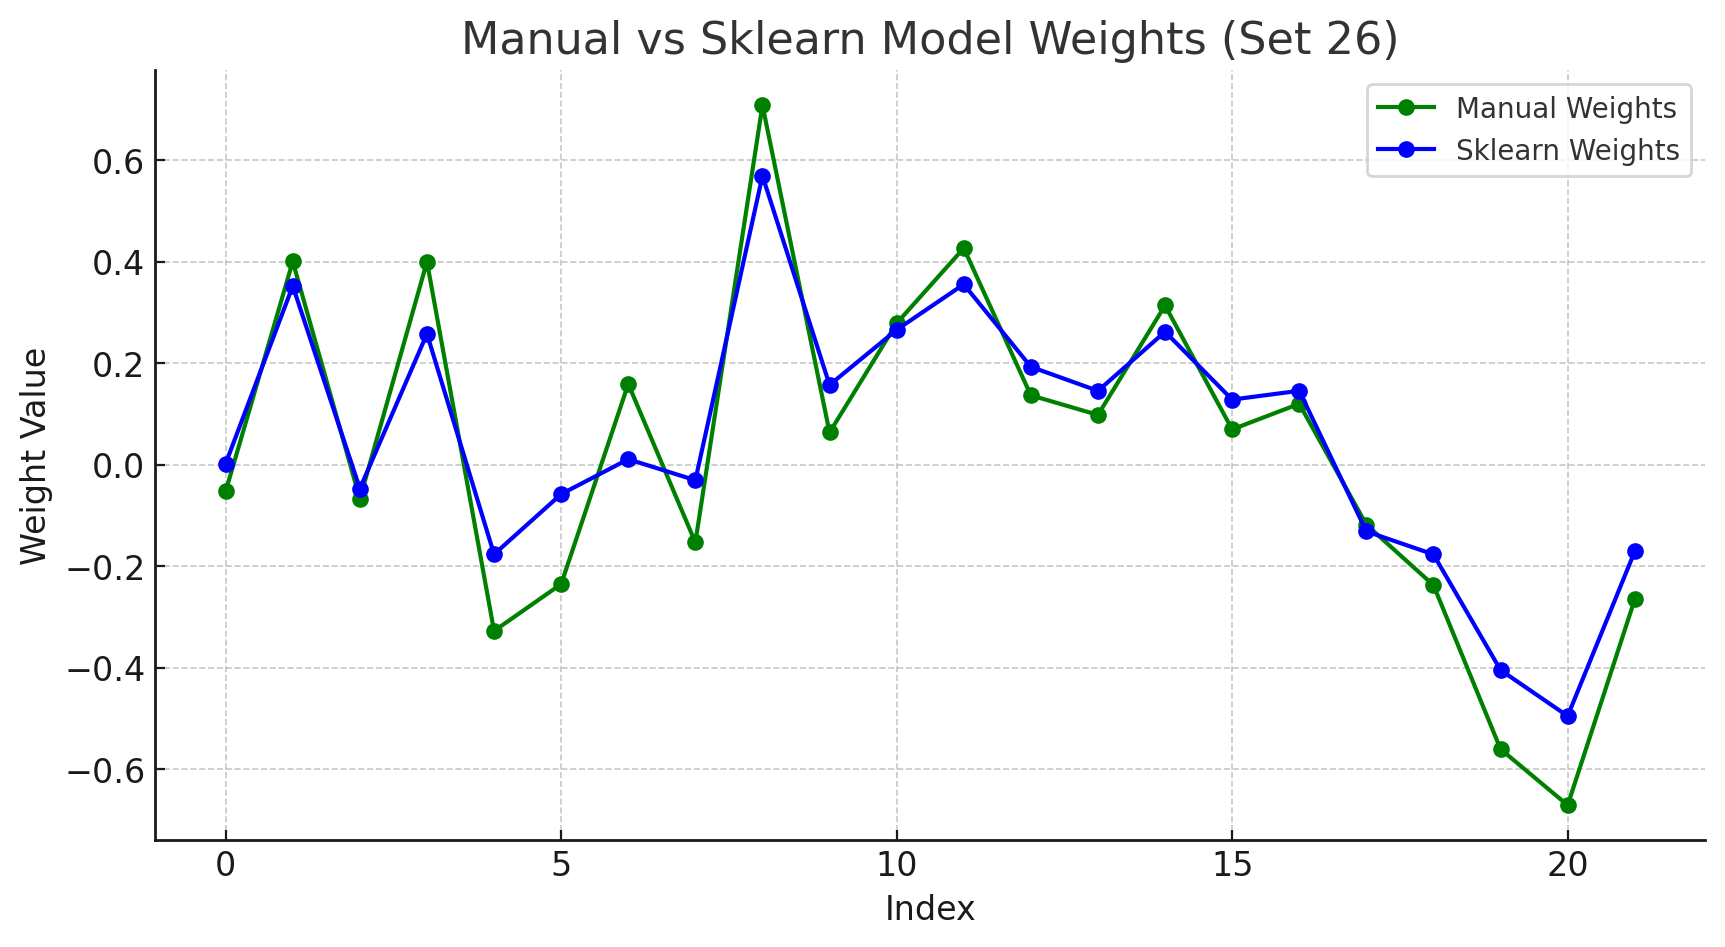 Manual vs Sklearn Model Weights (Set 26)
Manual Weights
Sklearn Weights
Weight Value
0.6
0.4
0.2
0.0
−0.2
−0.4
−0.6
0 5 10 15 20
Index